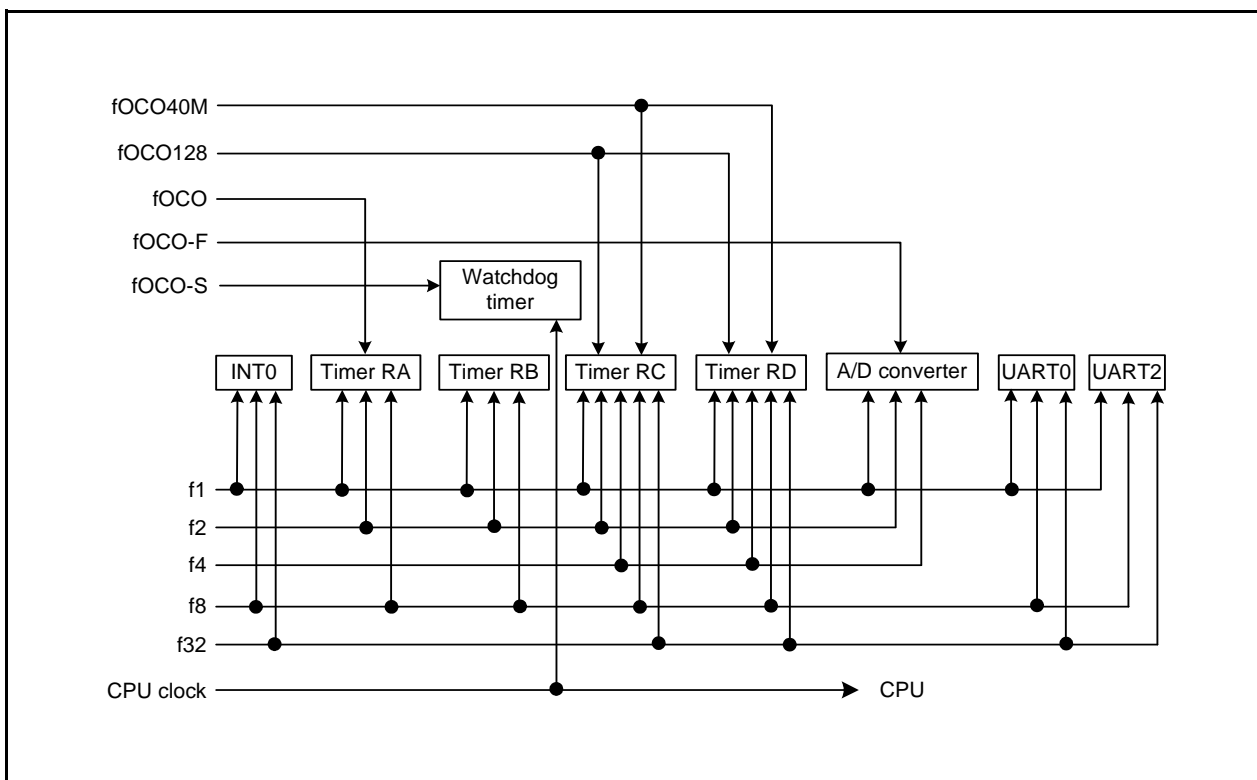 fOCO40M
fOCO128
fOCO
fOCO-F
fOCO-S
Watchdog
timer
INT0
Timer RA
Timer RB
Timer RC
Timer RD
A/D converter
UART0
UART2
f1
f2
f4
f8
f32
CPU clock
CPU